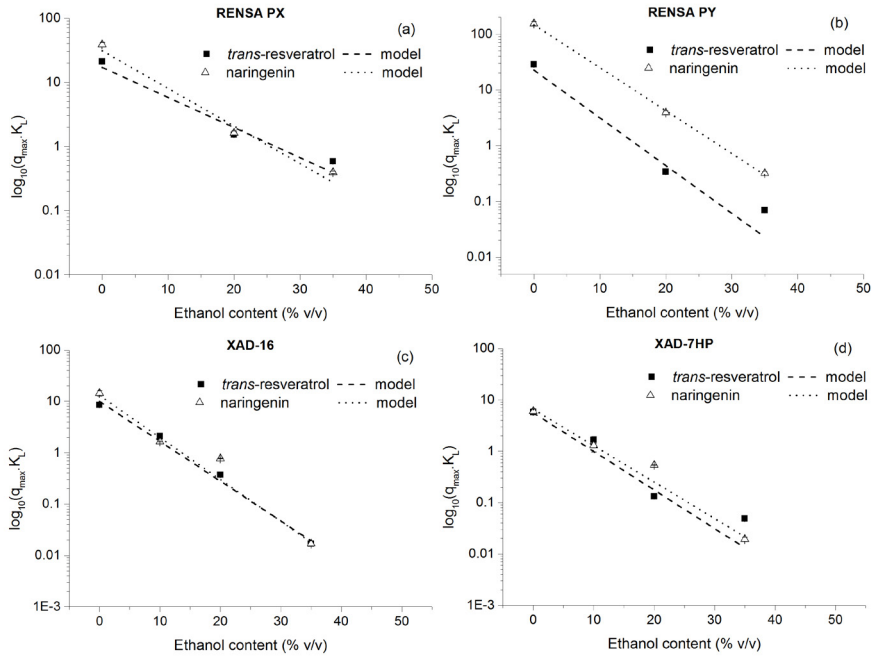 RENSA PX
(a)
100
10
1
0.1
0.01
trans-resveratrol
model
naringenin
model
log10(qmax.KL)
0
10
20
30
40
50
Ethanol content (% v/v)
RENSA PY
(b)
100
10
1
0.1
0.01
trans-resveratrol
model
naringenin
model
log10(qmax.KL)
0
10
20
30
40
50
Ethanol content (% v/v)
XAD-16
(c)
100
10
1
0.1
0.01
1E-3
trans-resveratrol
model
naringenin
model
log10(qmax.KL)
0
10
20
30
40
50
Ethanol content (% v/v)
XAD-7HP
(d)
100
10
1
0.1
0.01
1E-3
trans-resveratrol
model
naringenin
model
log10(qmax.KL)
0
10
20
30
40
50
Ethanol content (% v/v)